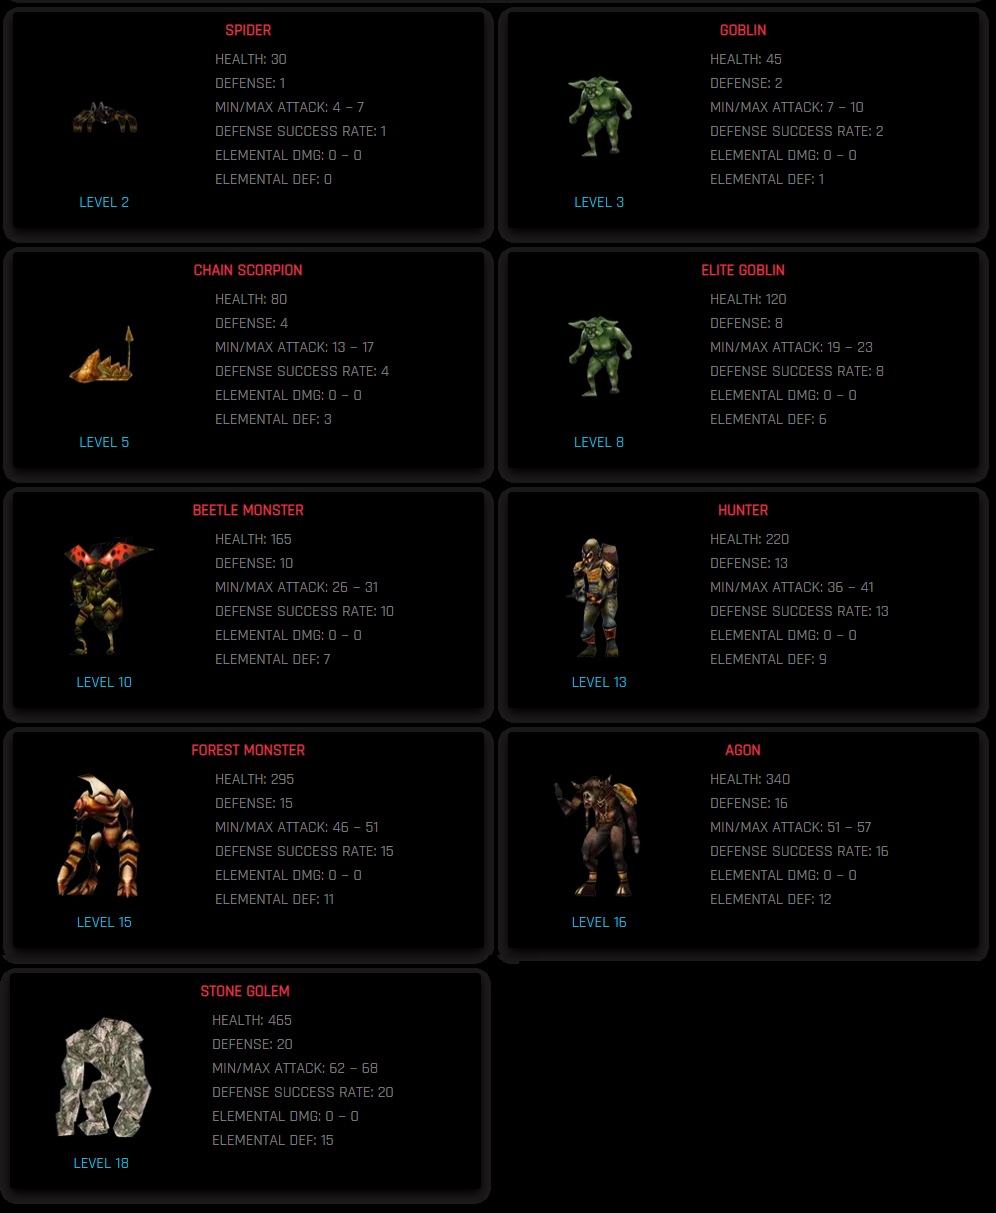 SPIDER
HEALTH: 30
DEFENSE: 1
MIN/MAX ATTACK: 4 – 7
DEFENSE SUCCESS RATE: 1
ELEMENTAL DMG: 0 – 0
ELEMENTAL DEF: 0
LEVEL 2
GOBLIN
HEALTH: 45
DEFENSE: 2
MIN/MAX ATTACK: 7 – 10
DEFENSE SUCCESS RATE: 2
ELEMENTAL DMG: 0 – 0
ELEMENTAL DEF: 1
LEVEL 3
CHAIN SCORPION
HEALTH: 80
DEFENSE: 4
MIN/MAX ATTACK: 13 – 17
DEFENSE SUCCESS RATE: 4
ELEMENTAL DMG: 0 – 0
ELEMENTAL DEF: 3
LEVEL 5
ELITE GOBLIN
HEALTH: 120
DEFENSE: 8
MIN/MAX ATTACK: 19 – 23
DEFENSE SUCCESS RATE: 8
ELEMENTAL DMG: 0 – 0
ELEMENTAL DEF: 6
LEVEL 8
BEETLE MONSTER
HEALTH: 165
DEFENSE: 10
MIN/MAX ATTACK: 26 – 31
DEFENSE SUCCESS RATE: 10
ELEMENTAL DMG: 0 – 0
ELEMENTAL DEF: 7
LEVEL 10
HUNTER
HEALTH: 220
DEFENSE: 13
MIN/MAX ATTACK: 36 – 41
DEFENSE SUCCESS RATE: 13
ELEMENTAL DMG: 0 – 0
ELEMENTAL DEF: 9
LEVEL 13
FOREST MONSTER
HEALTH: 295
DEFENSE: 15
MIN/MAX ATTACK: 46 – 51
DEFENSE SUCCESS RATE: 15
ELEMENTAL DMG: 0 – 0
ELEMENTAL DEF: 11
LEVEL 15
AGON
HEALTH: 340
DEFENSE: 16
MIN/MAX ATTACK: 51 – 57
DEFENSE SUCCESS RATE: 16
ELEMENTAL DMG: 0 – 0
ELEMENTAL DEF: 12
LEVEL 16
STONE GOLEM
HEALTH: 465
DEFENSE: 20
MIN/MAX ATTACK: 62 – 68
DEFENSE SUCCESS RATE: 20
ELEMENTAL DMG: 0 – 0
ELEMENTAL DEF: 15
LEVEL 18